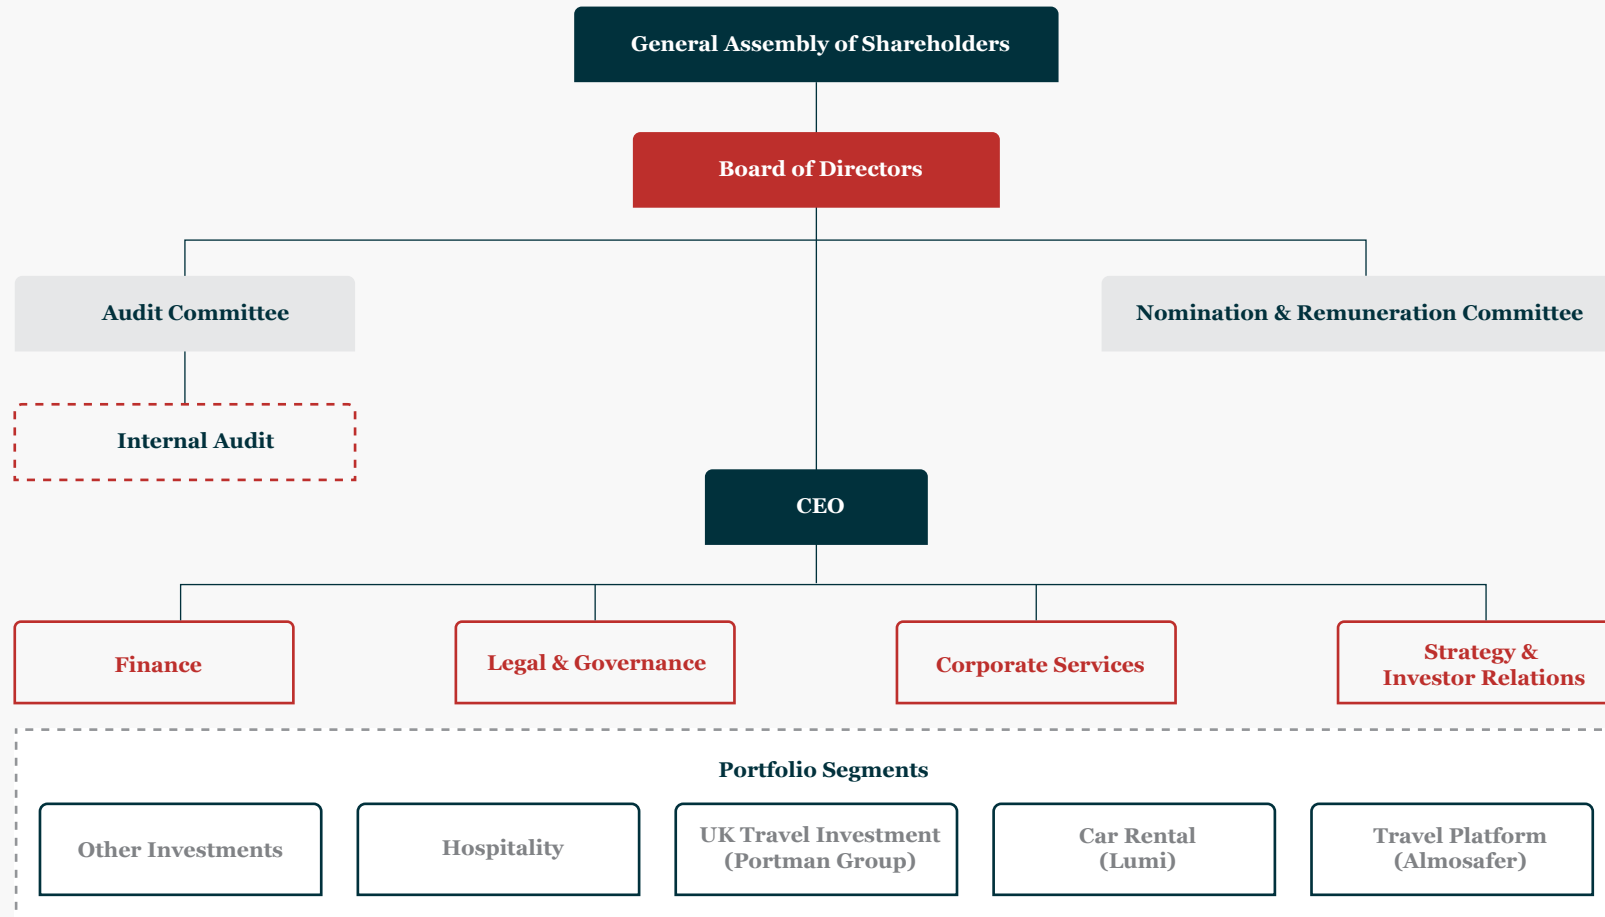 General Assembly of Shareholders
Board of Directors
Audit Committee
Nomination & Remuneration Committee
Internal Audit
CEO
Finance
Legal & Governance
Corporate Services
Strategy &
Investor Relations
Portfolio Segments
Other Investments
Hospitality
UK Travel Investment
(Portman Group)
Car Rental
(Lumi)
Travel Platform
(Almosafer)